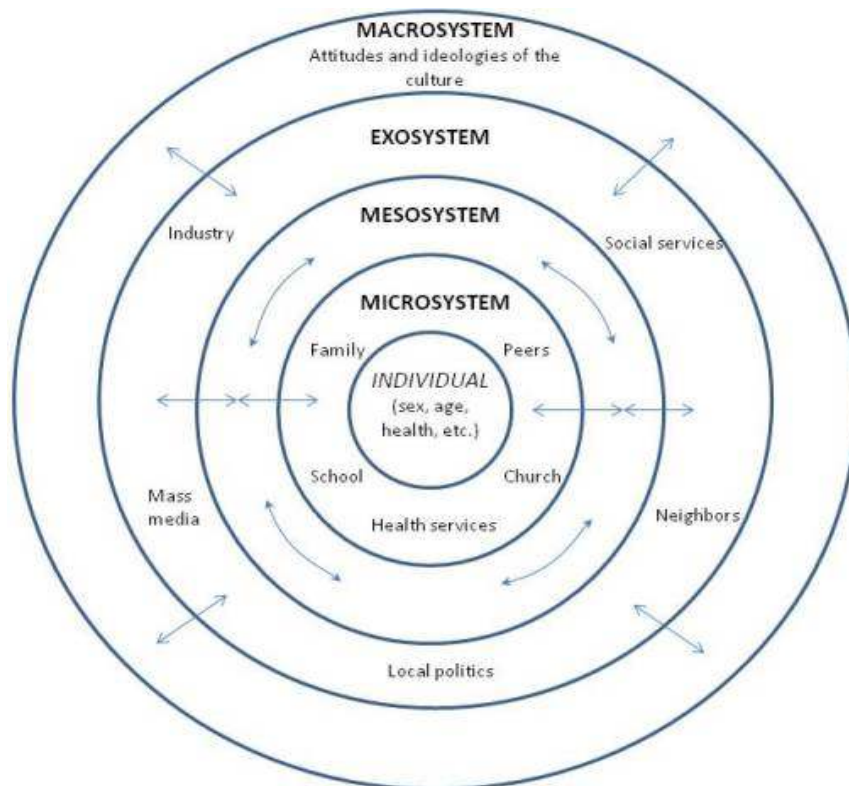 MACROSYSTEM
Attitudes and ideologies of the
culture
EXOSYSTEM
MESOSYSTEM
Industry
Social services
MICROSYSTEM
Family
Peers
INDIVIDUAL
(sex, age,
health, etc.)
School
Church
Mass
media
Health services
Neighbors
Local politics